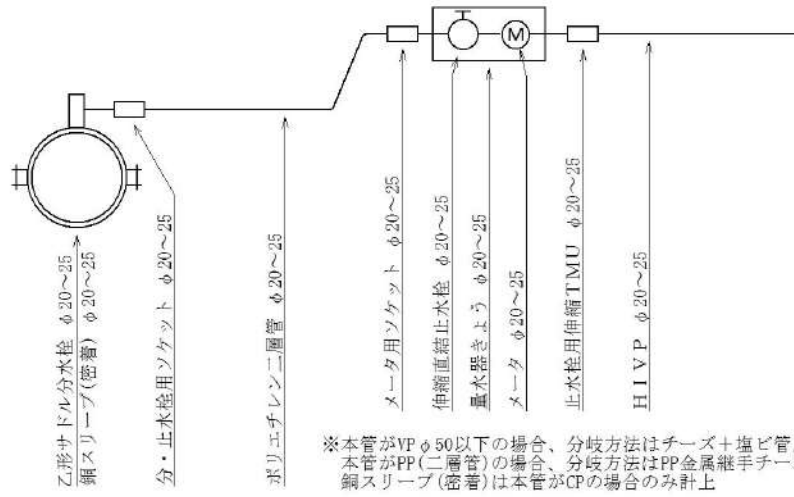 M
乙形サドル分水栓 φ20～25
銅スリーブ(密着) φ20～25
分・止水栓用ソケット φ20～25
ポリエチレン二層管 φ20～25
メータ用ソケット φ20～25
伸縮直結止水栓 φ20～25
量水器きょう φ20～25
メータ φ20～25
止水栓用伸縮TMU φ20～25
HIVP φ20～25
※本管がVPφ50以下の場合、分岐方法はチーズ＋塩ビ管
本管がPP(二層管)の場合、分岐方法はPP金属継手チー
銅スリーブ(密着)は本管がCPの場合のみ計上